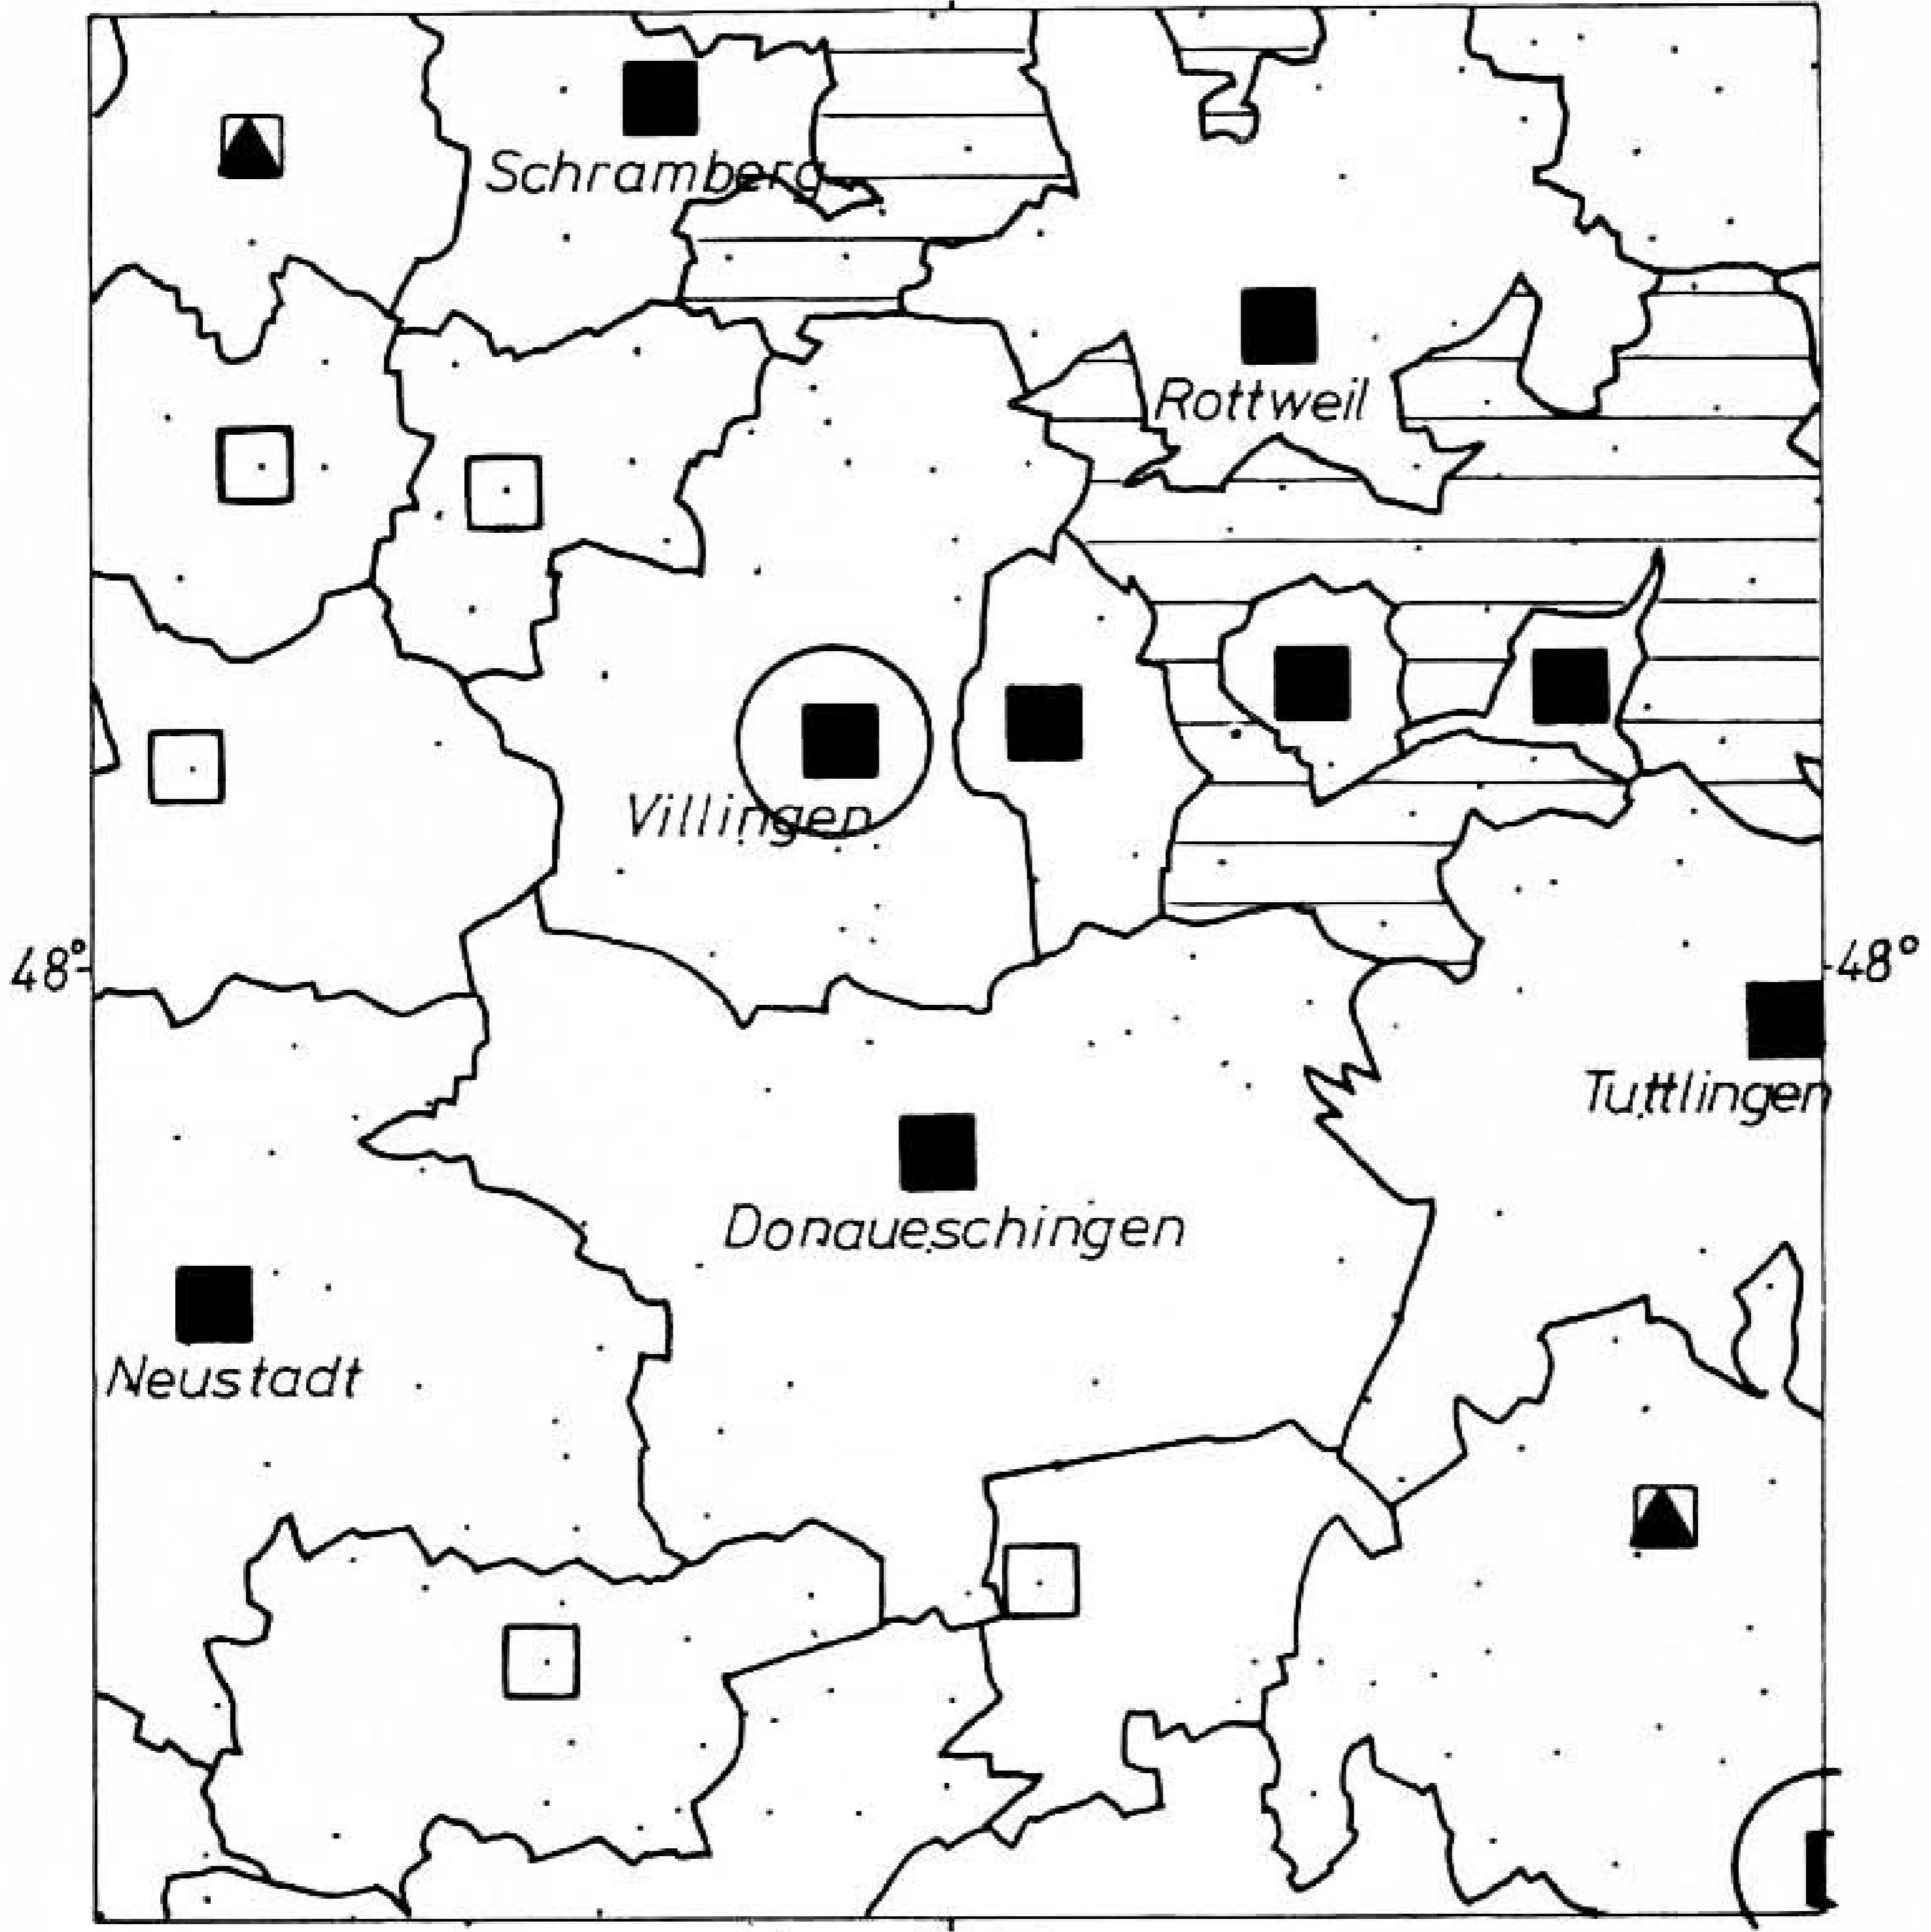 Schramberg
Rottweil
Villingen
48° 48°
Tuttlingen
Donaueschingen
Neustadt